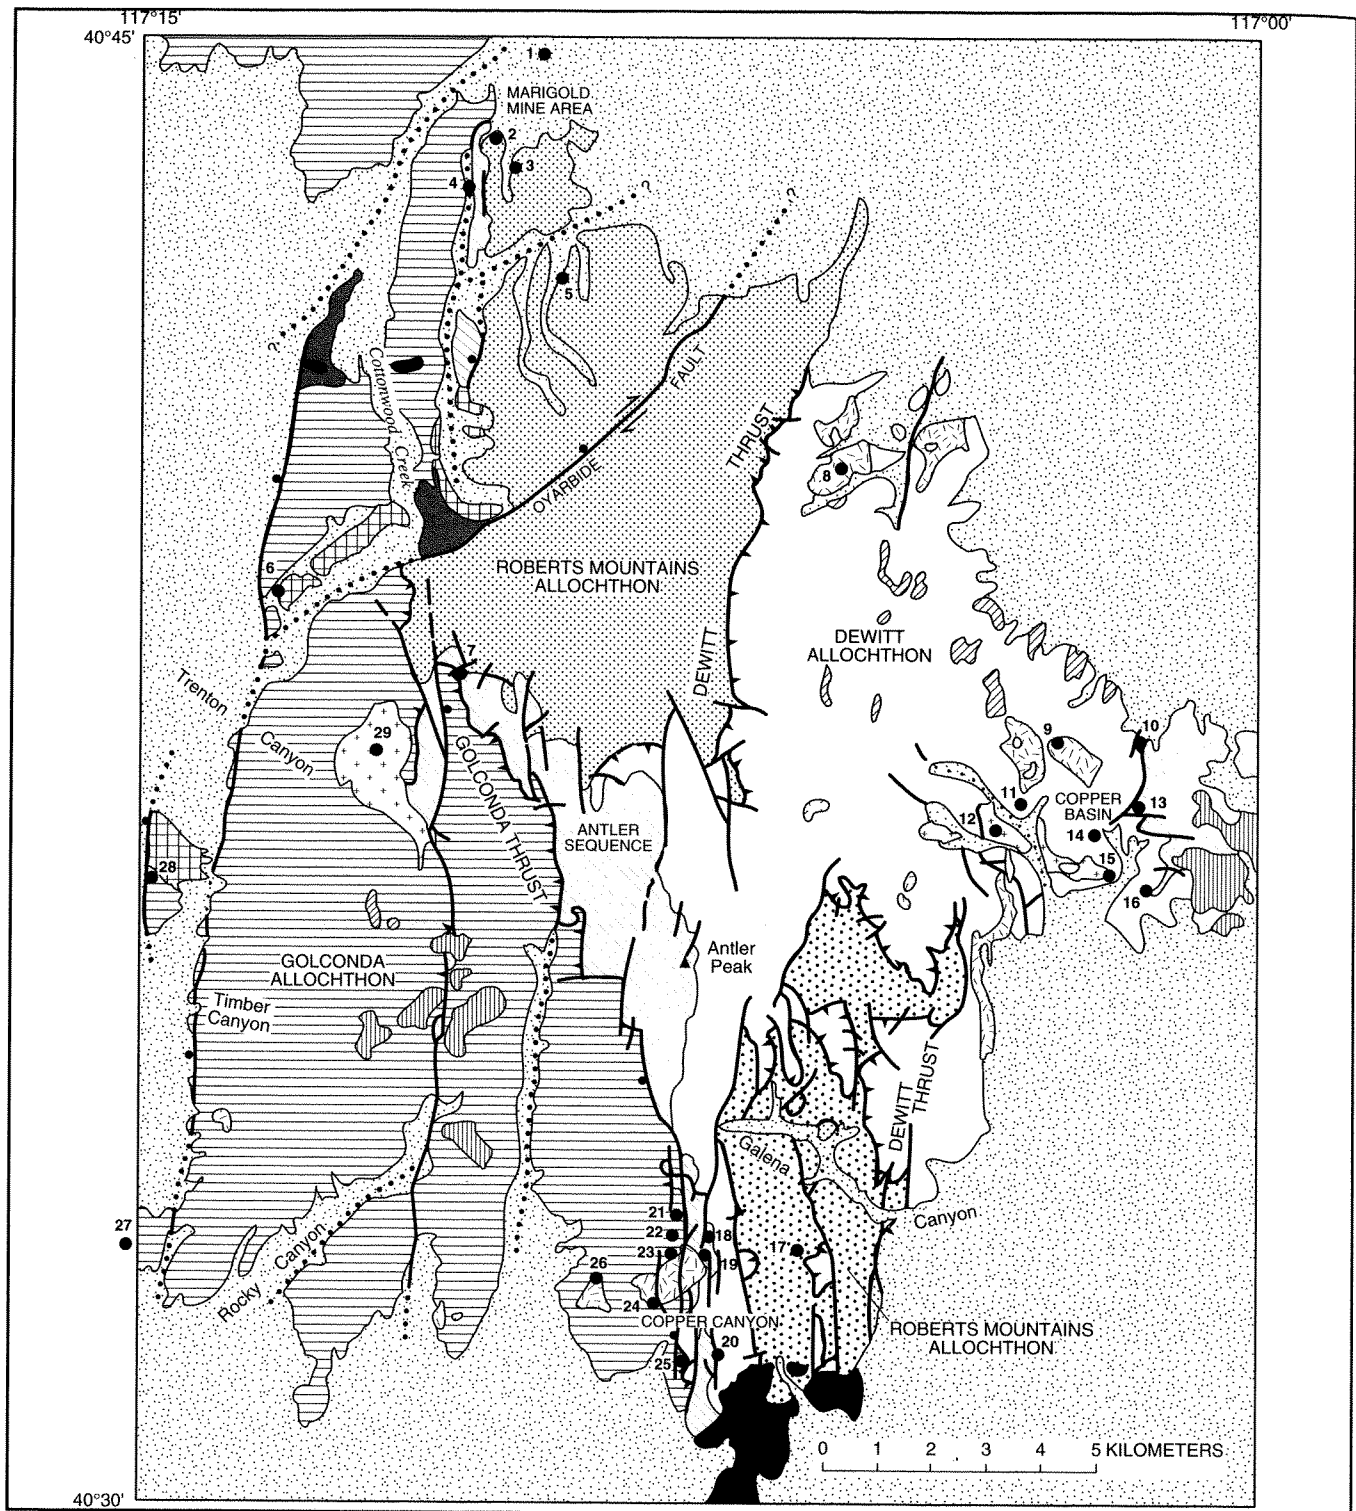 117°15'
117°00'
40°45'
1
MARIGOLD
MINE AREA
2
3
4
?
?
5
?
Cottonwood Creek
OYARBIDE FAULT
DEWITT THRUST
8
6
ROBERTS MOUNTAINS
ALLOCHTHON
DEWITT
ALLOCHTHON
7
Trenton
Canyon
29
GOLCONDA THRUST
9
10
11
COPPER
BASIN
13
12
14
ANTLER
SEQUENCE
15
16
28
Antler
Peak
GOLCONDA
ALLOCHTHON
Timber
Canyon
DEWITT
THRUST
Galena
Canyon
27
21
22
18
23
17
19
26
Rocky Canyon
24
COPPER CANYON
20
ROBERTS MOUNTAINS
ALLOCHTHON
25
0 1 2 3 4 5 KILOMETERS
40°30'